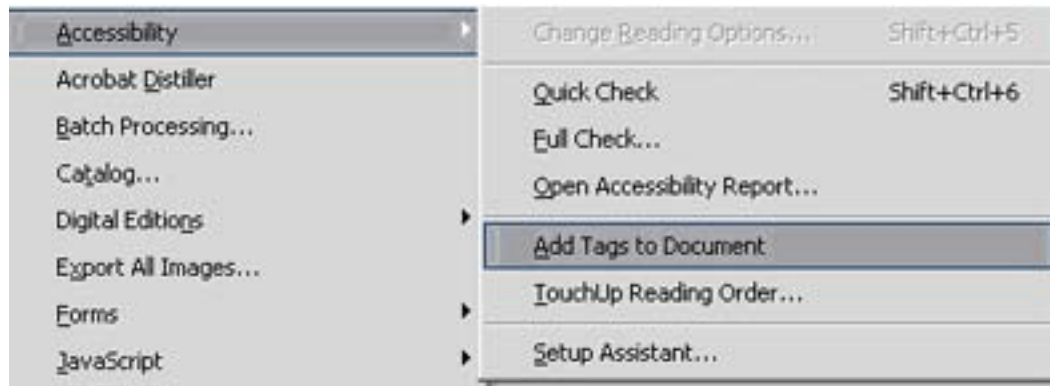 Accessibility
Acrobat Distiller
Batch Processing...
Catalog...
Digital Editions
Export All Images...
Forms
JavaScript
Change Reading Options... Shift+Ctrl+5
Quick Check Shift+Ctrl+6
Full Check...
Open Accessibility Report...
Add Tags to Document
TouchUp Reading Order...
Setup Assistant...